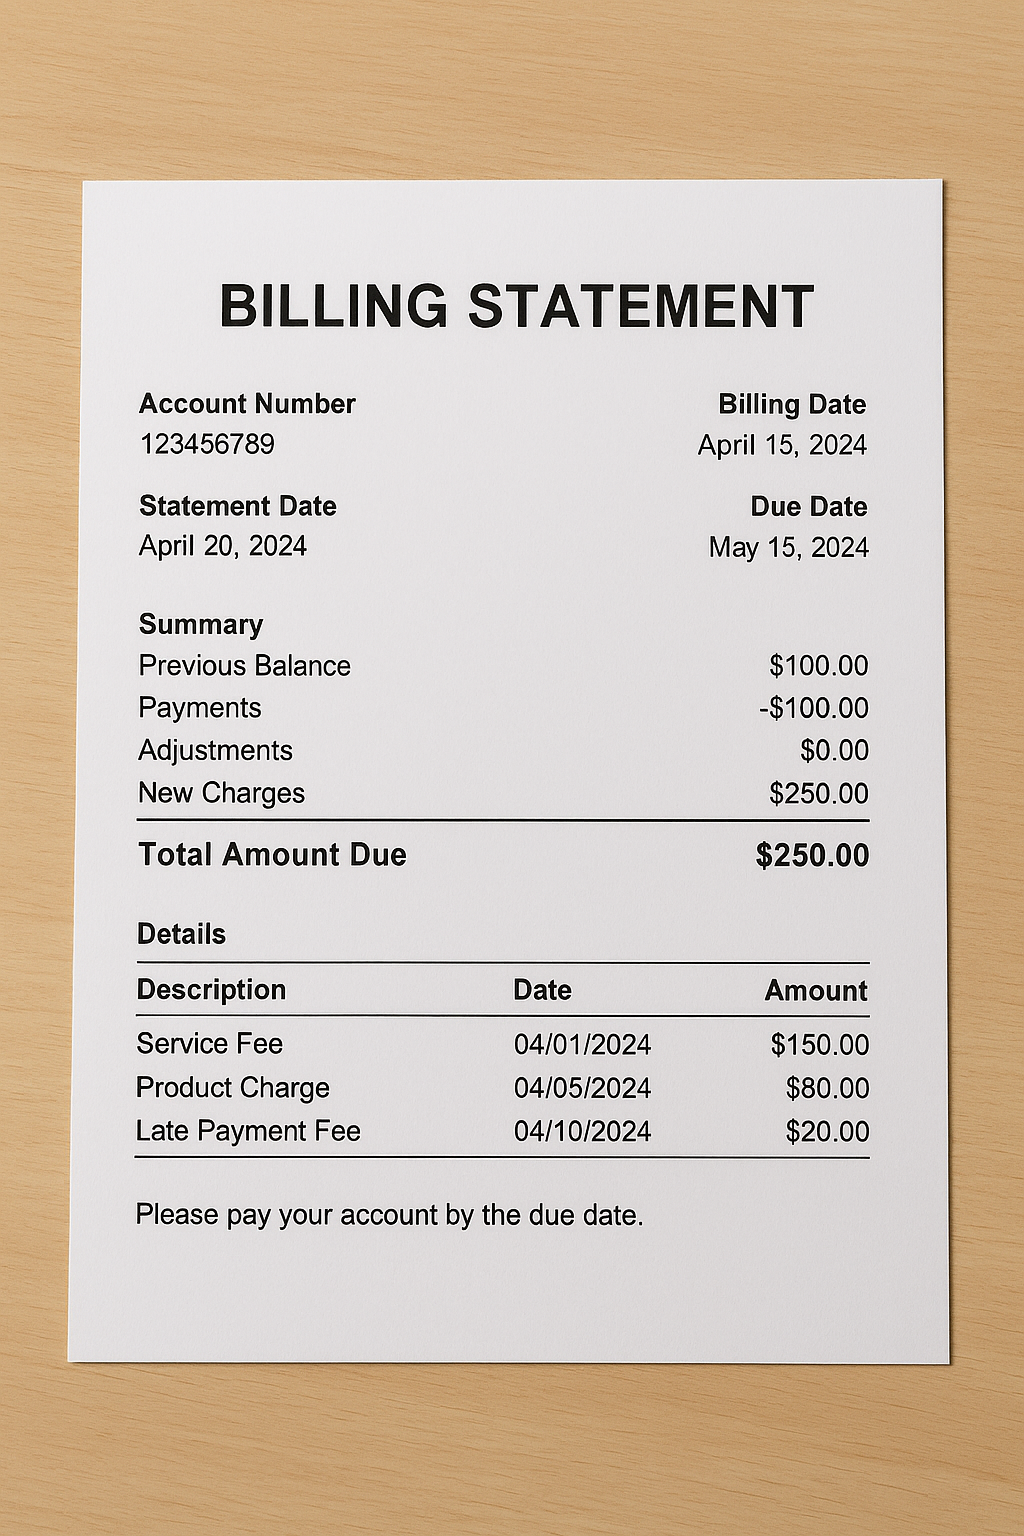 BILLING STATEMENT
Account Number Billing Date
123456789 April 15, 2024
Statement Date Due Date
April 20, 2024 May 15, 2024
Summary
Previous Balance $100.00
Payments -$100.00
Adjustments $0.00
New Charges $250.00
Total Amount Due $250.00
Details
Description Date Amount
Service Fee 04/01/2024 $150.00
Product Charge 04/05/2024 $80.00
Late Payment Fee 04/10/2024 $20.00
Please pay your account by the due date.